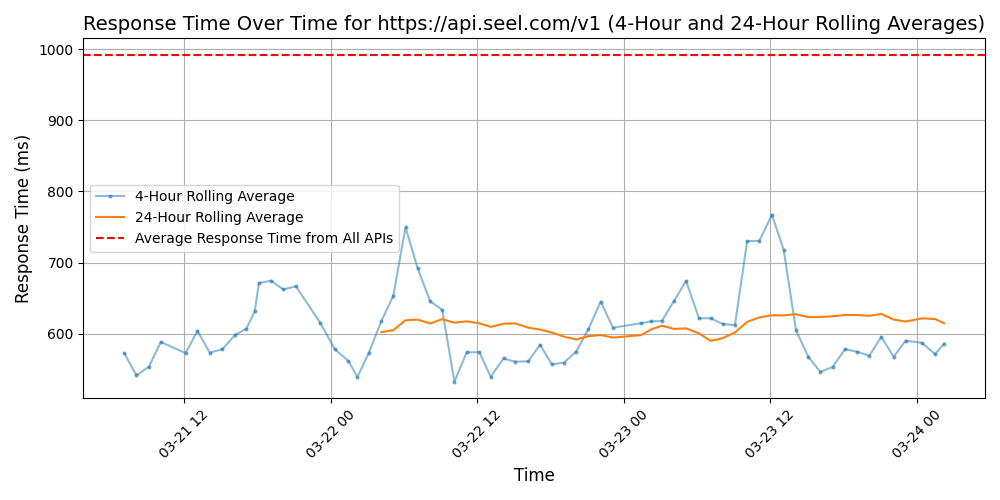 Response Time Over Time for https://api.seel.com/v1 (4-Hour and 24-Hour Rolling Averages)
Response Time (ms)
1000
900
800
700
600
4-Hour Rolling Average
24-Hour Rolling Average
Average Response Time from All APIs
03-21 12
03-22 00
03-22 12
03-23 00
03-23 12
03-24 00
Time